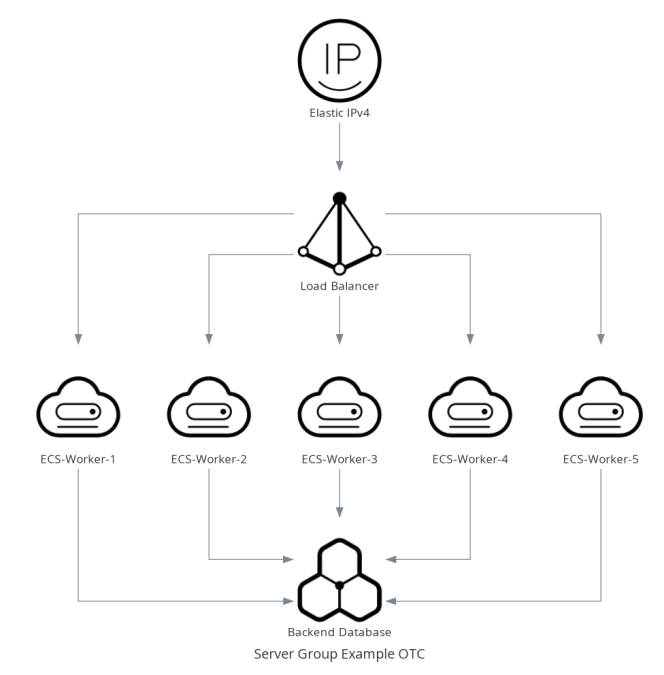 IP
Elastic IPv4
Load Balancer
ECS-Worker-1
ECS-Worker-2
ECS-Worker-3
ECS-Worker-4
ECS-Worker-5
Backend Database
Server Group Example OTC